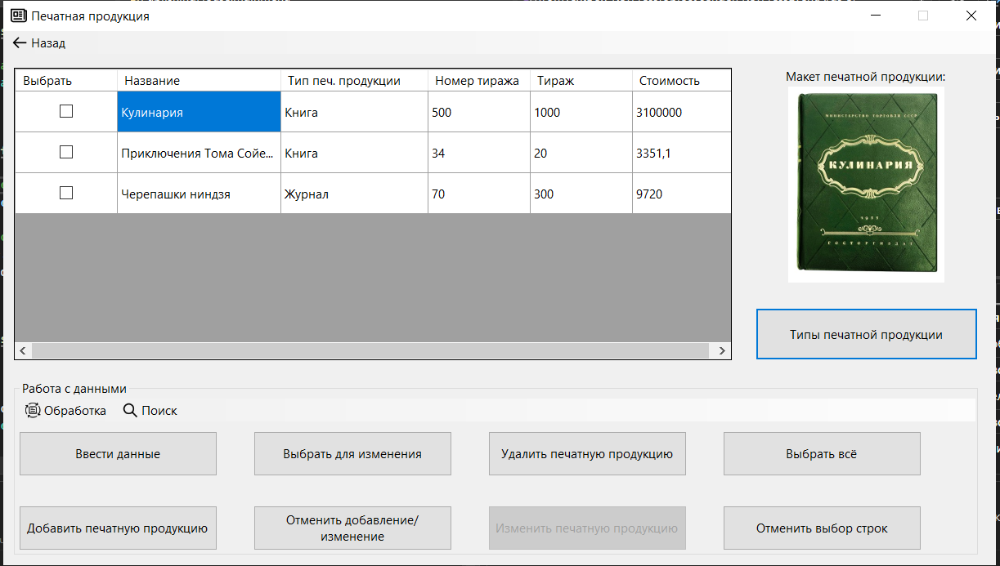 Печатная продукция
Назад
Выбрать Название Тип печ. продукции Номер тиража Тираж Стоимость
Кулинария Книга 500 1000 3100000
Приключения Тома Сойе... Книга 34 20 3351,1
Черепашки ниндзя Журнал 70 300 9720
Макет печатной продукции:
МИНИСТЕРСТВО ТОРГОВЛИ СССР
КУЛИНАРИЯ
ГОСТОРГИЗДАТ
Типы печатной продукции
Работа с данными
Обработка Поиск
Ввести данные Выбрать для изменения Удалить печатную продукцию Выбрать всё
Добавить печатную продукцию Отменить добавление/
изменение Изменить печатную продукцию Отменить выбор строк